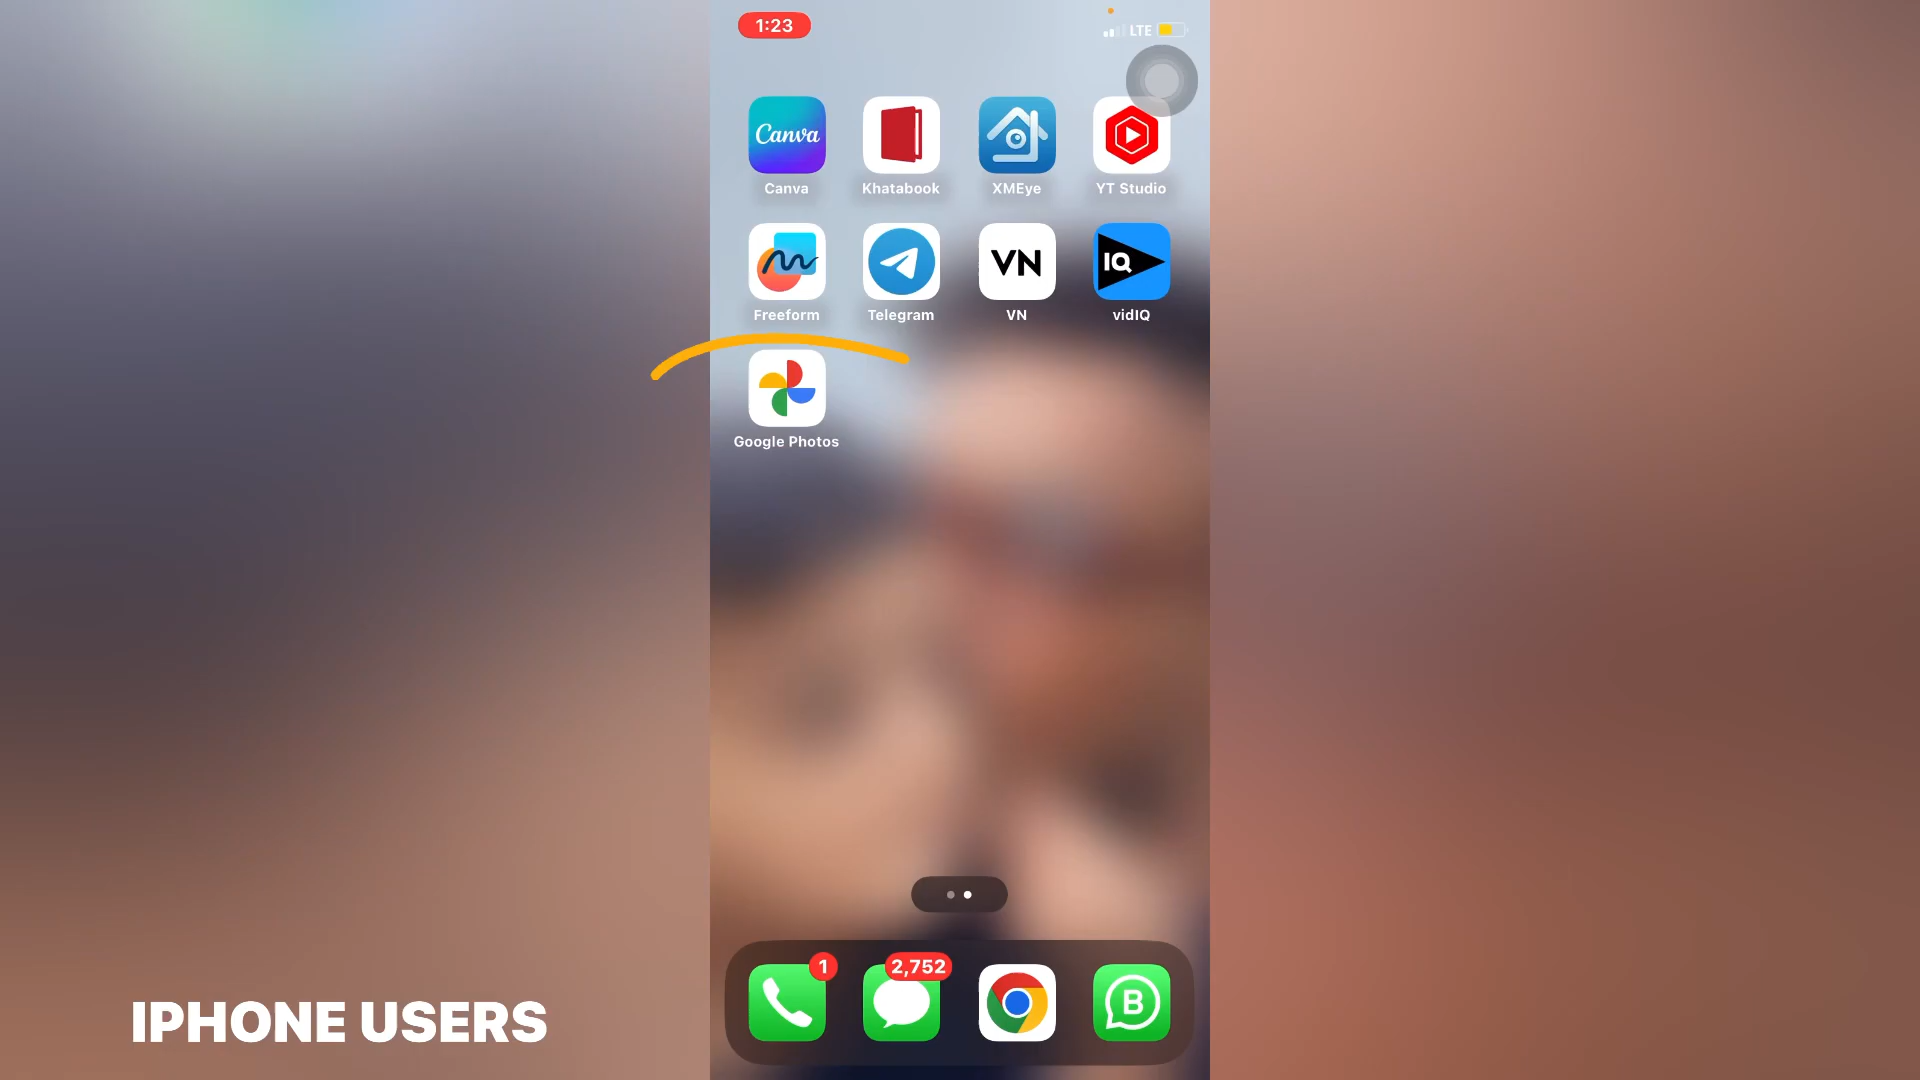 1:23
LTE
Canva
Canva
Khatabook
XMEye
YT Studio
VN
IQ
Freeform
Telegram
VN
vidIQ
Google Photos
1
2,752
B
IPHONE USERS